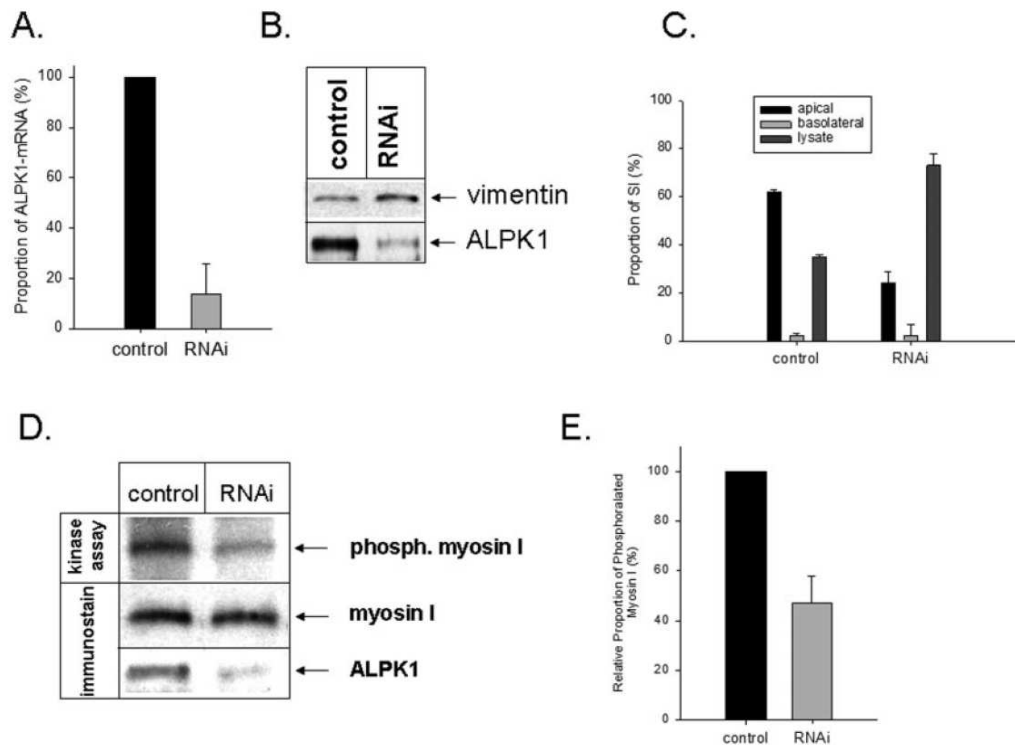 A.
Proportion of ALPK1-mRNA (%)
100
80
60
40
20
0
control RNAi
B.
control RNAi
vimentin
ALPK1
C.
Proportion of SI (%)
100
80
60
40
20
0
apical
basolateral
lysate
control RNAi
D.
control RNAi
kinase
assay
phosph. myosin I
immunostain
myosin I
ALPK1
E.
Relative Proportion of Phosphoralated
Myosin I (%)
100
80
60
40
20
0
control RNAi